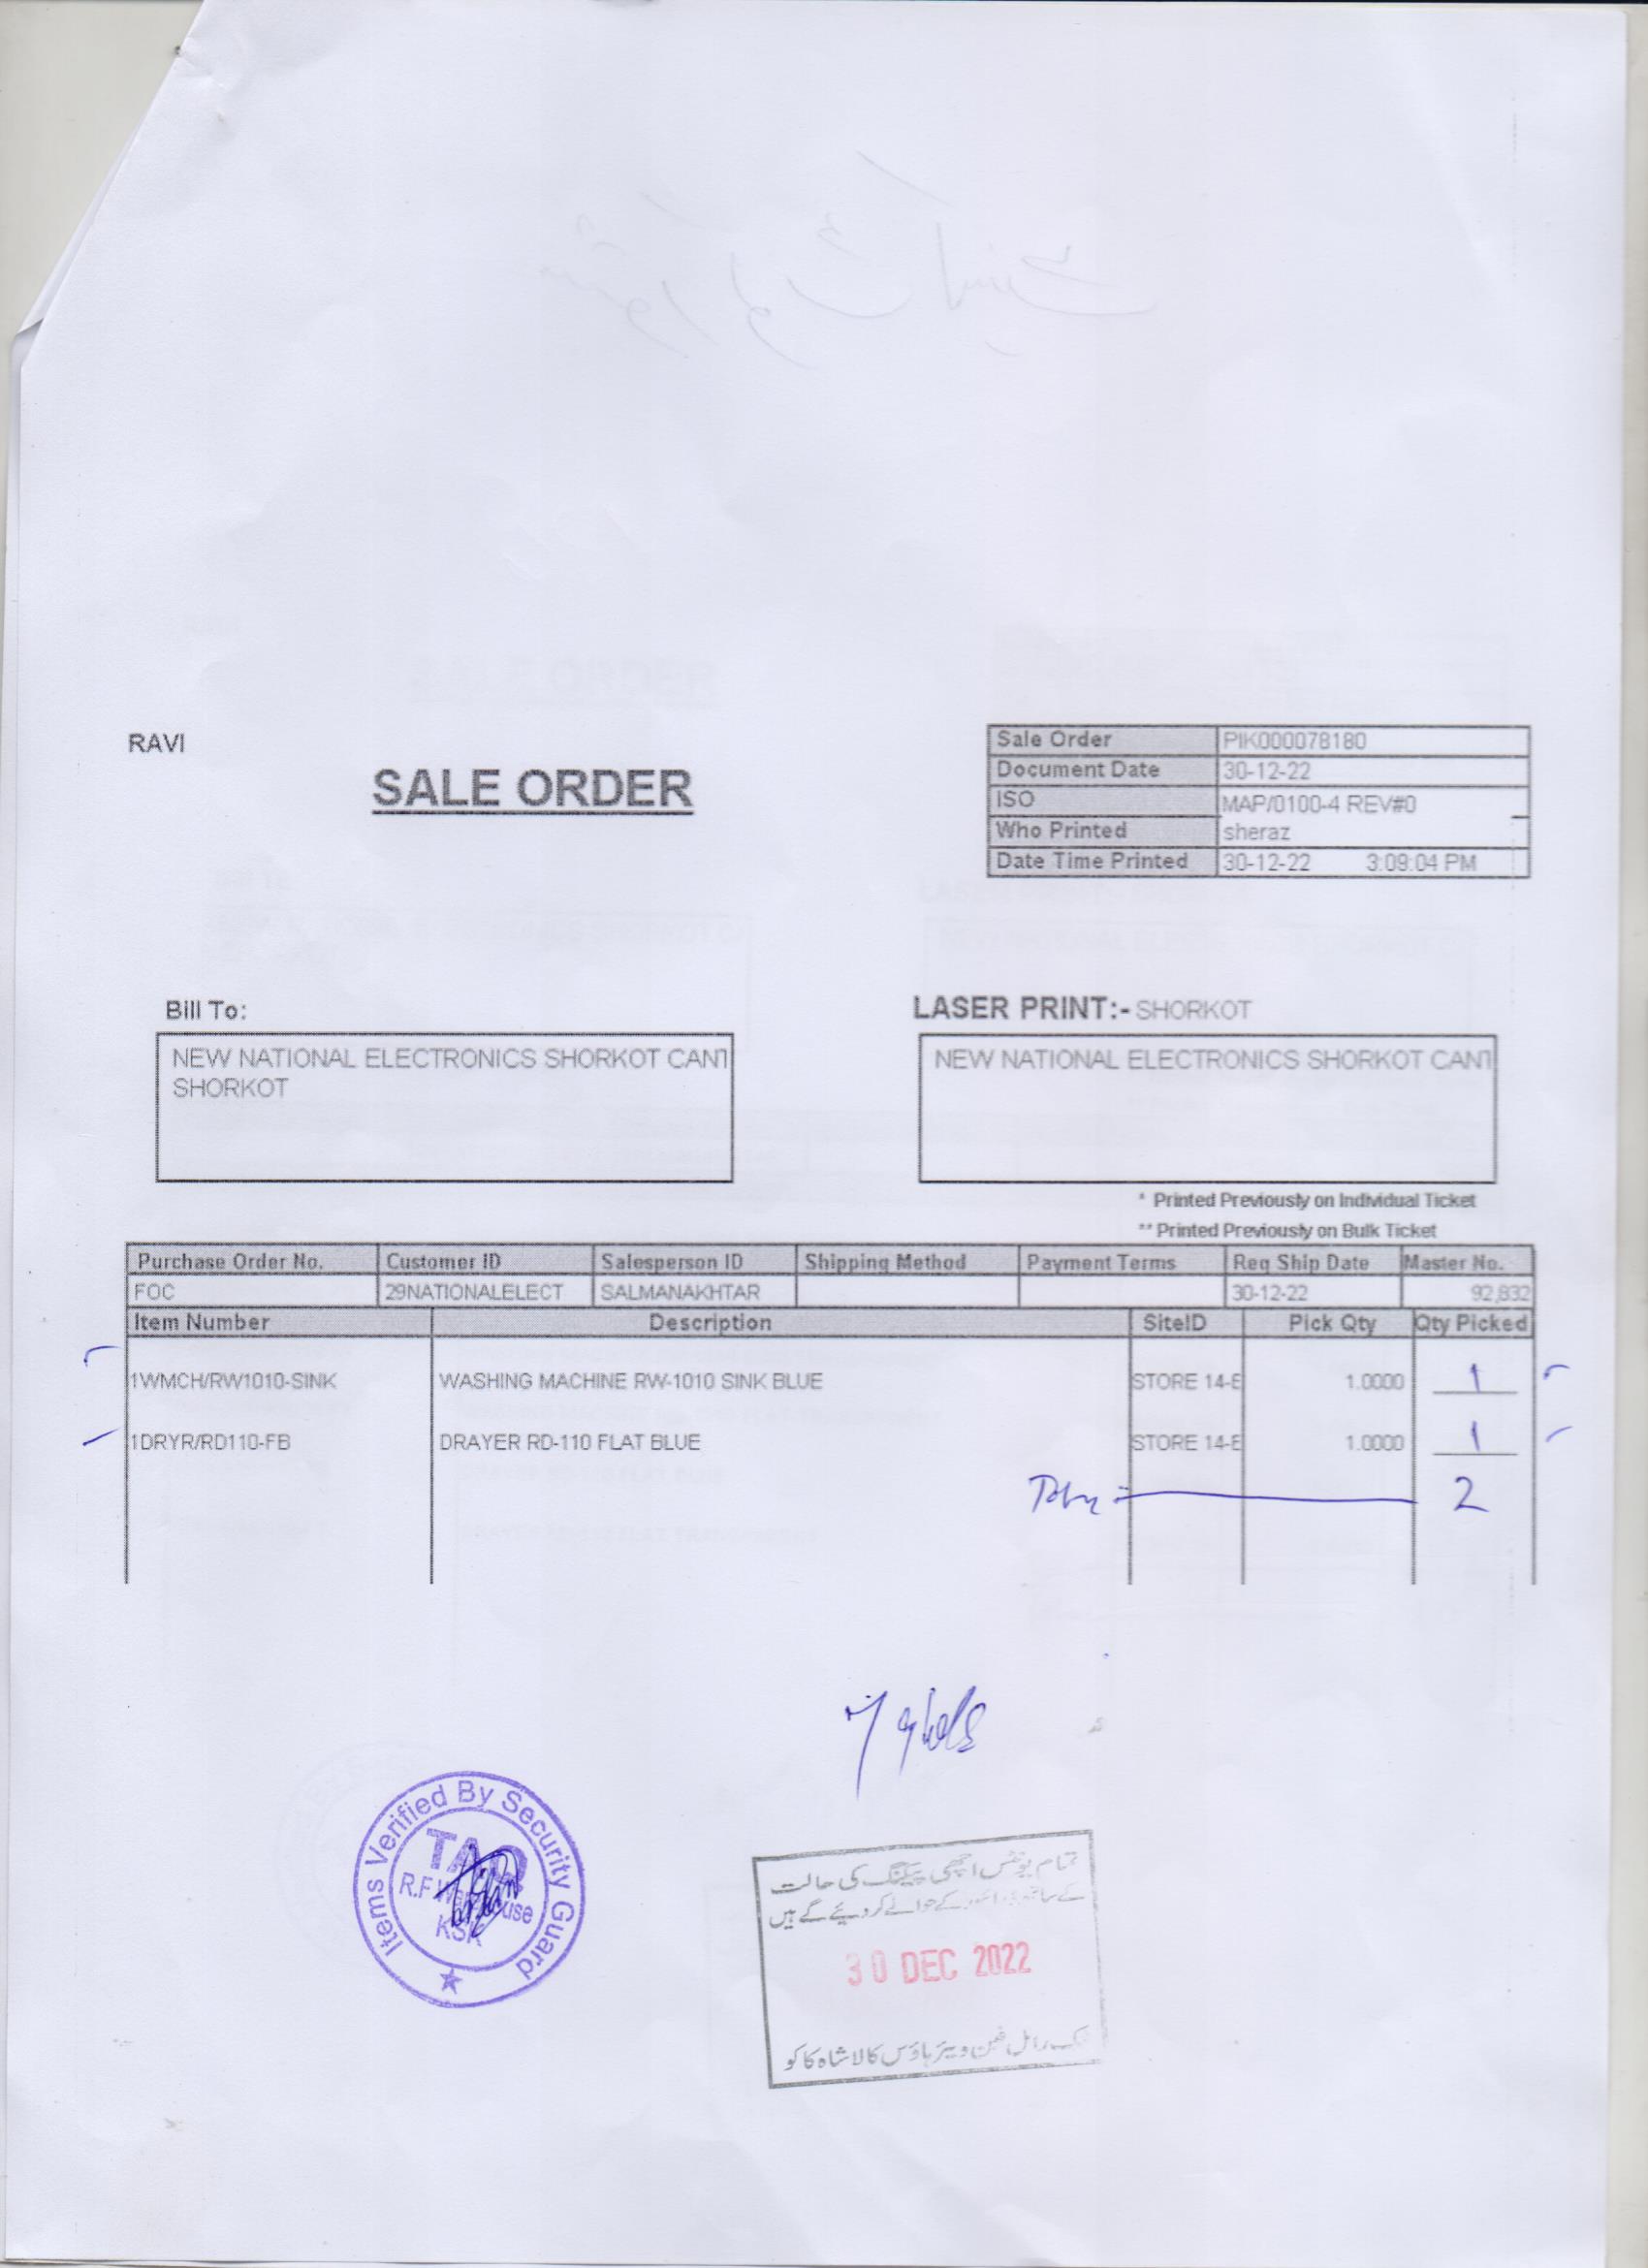 RAVI
SALE ORDER
Sale Order PIK000078180
Document Date 30-12-22
ISO MAP/0100-4 REV#0
Who Printed sheraz
Date Time Printed 30-12-22 3:09:04 PM
Bill To:
NEW NATIONAL ELECTRONICS SHORKOT CANT
SHORKOT
LASER PRINT:- SHORKOT
NEW NATIONAL ELECTRONICS SHORKOT CANT
* Printed Previously on Individual Ticket
** Printed Previously on Bulk Ticket
Purchase Order No. Customer ID Salesperson ID Shipping Method Payment Terms Req Ship Date Master No.
FOC 29NATIONALELECT SALMANAKHTAR 30-12-22 92,832
Item Number Description SiteID Pick Qty Qty Picked
1WMCH/RW1010-SINK WASHING MACHINE RW-1010 SINK BLUE STORE 14-E 1.0000 1
1DRYR/RD110-FB DRAYER RD-110 FLAT BLUE STORE 14-E 1.0000 1
2
Items Verified By Security Guard
R.F Warehouse
KSK
تمام یونٹس اچھی پیکنگ کی حالت
کے ساتھ کے حوالے کر دیئے گے ہیں
30 DEC 2022
فین ویئر ہاؤس کالا شاہ کاکو